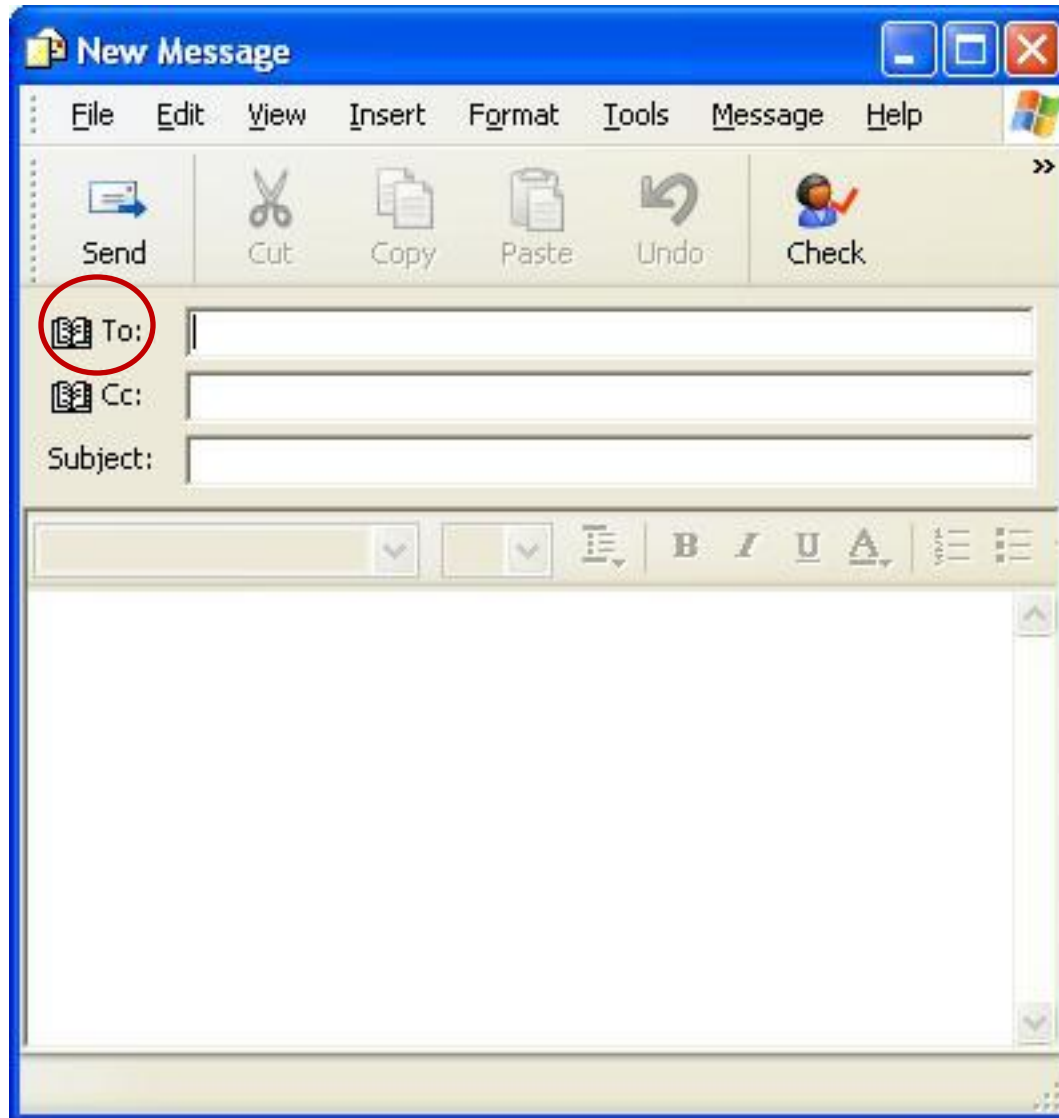 New Message
File Edit View Insert Format Tools Message Help
»
Send Cut Copy Paste Undo Check
To:
Cc:
Subject:
B I U A